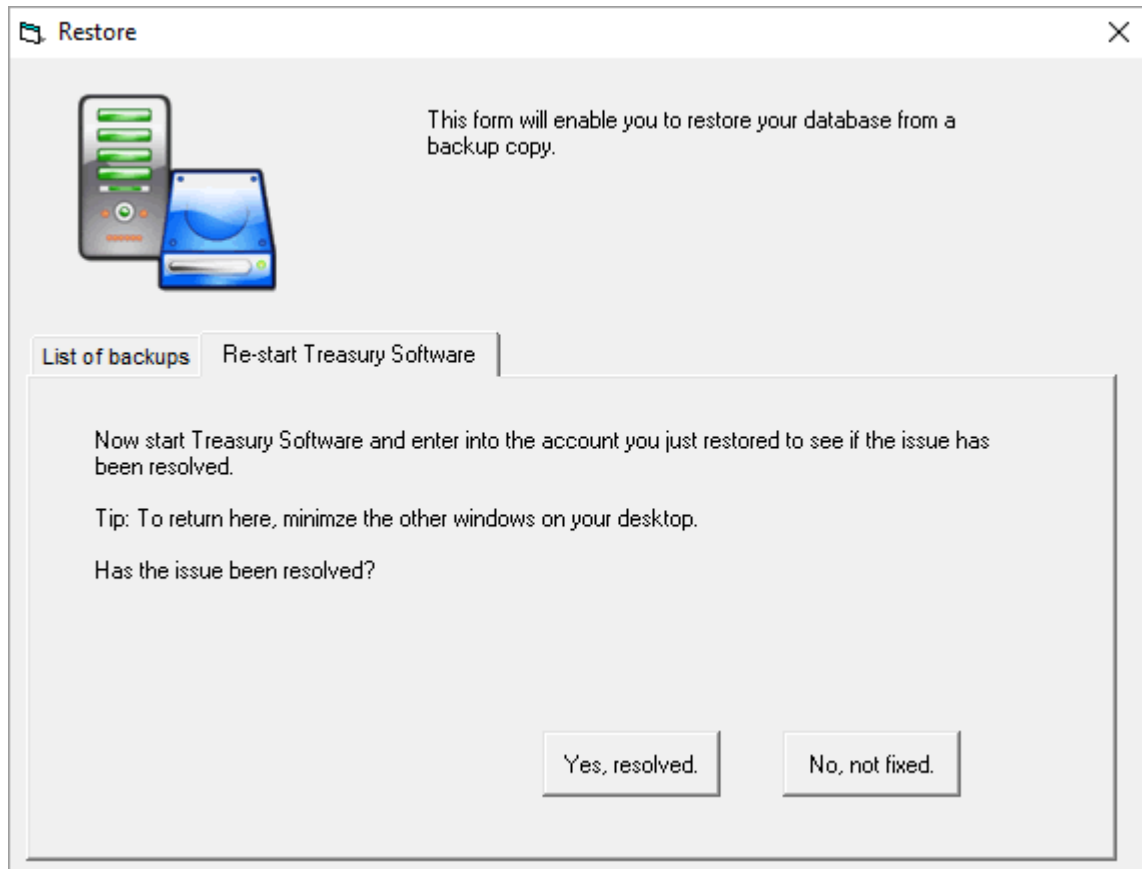 Restore
This form will enable you to restore your database from a
backup copy.
List of backups
Re-start Treasury Software
Now start Treasury Software and enter into the account you just restored to see if the issue has
been resolved.
Tip: To return here, minimze the other windows on your desktop.
Has the issue been resolved?
Yes, resolved.
No, not fixed.